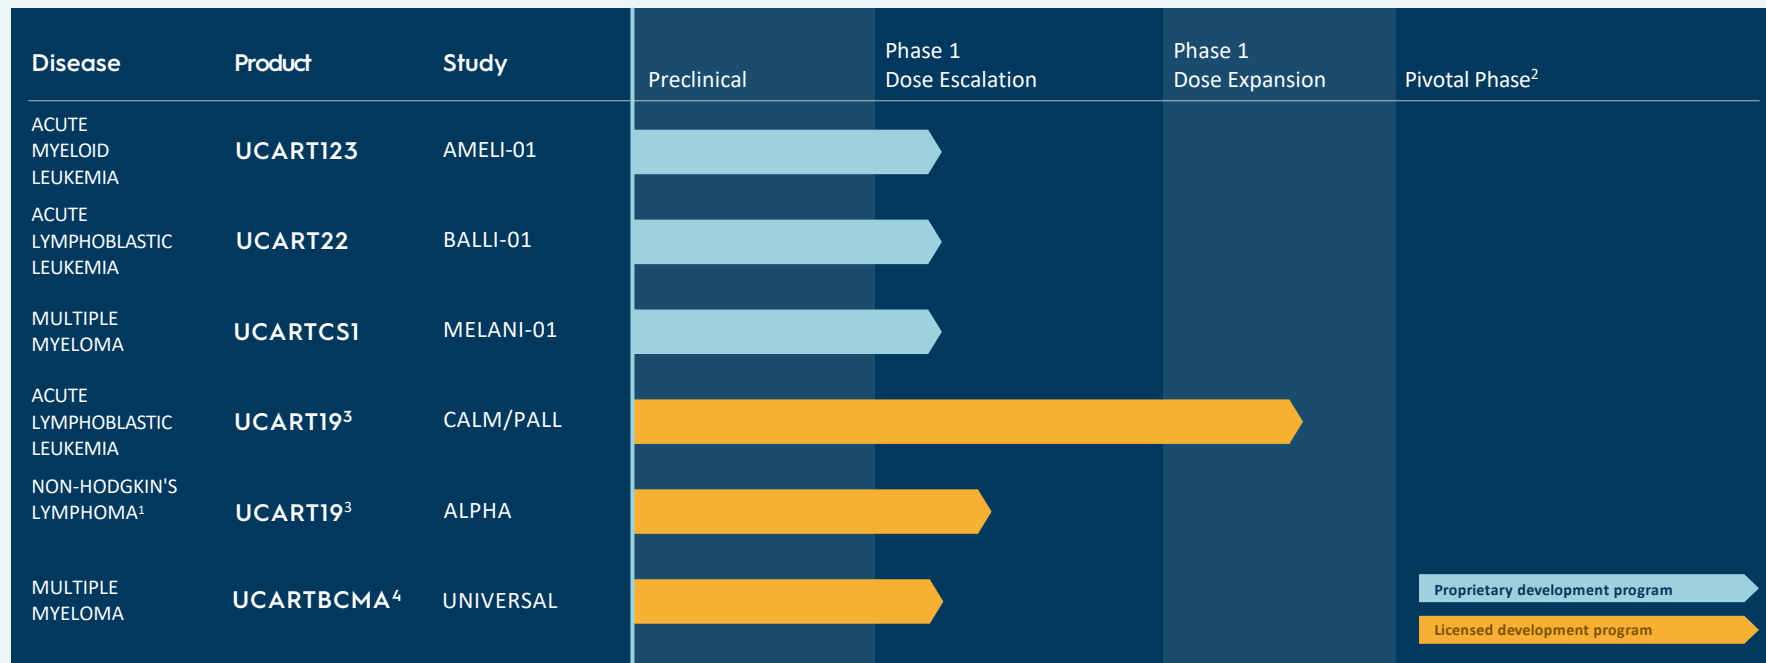 Disease
Product
Study
Preclinical
Phase 1
Dose Escalation
Phase 1
Dose Expansion
Pivotal Phase²
ACUTE
MYELOID
LEUKEMIA
UCART123
AMELI-01
ACUTE
LYMPHOBLASTIC
LEUKEMIA
UCART22
BALLI-01
MULTIPLE
MYELOMA
UCARTCS1
MELANI-01
ACUTE
LYMPHOBLASTIC
LEUKEMIA
UCART19³
CALM/PALL
NON-HODGKIN'S
LYMPHOMA¹
UCART19³
ALPHA
MULTIPLE
MYELOMA
UCARTBCMA⁴
UNIVERSAL
Proprietary development program
Licensed development program